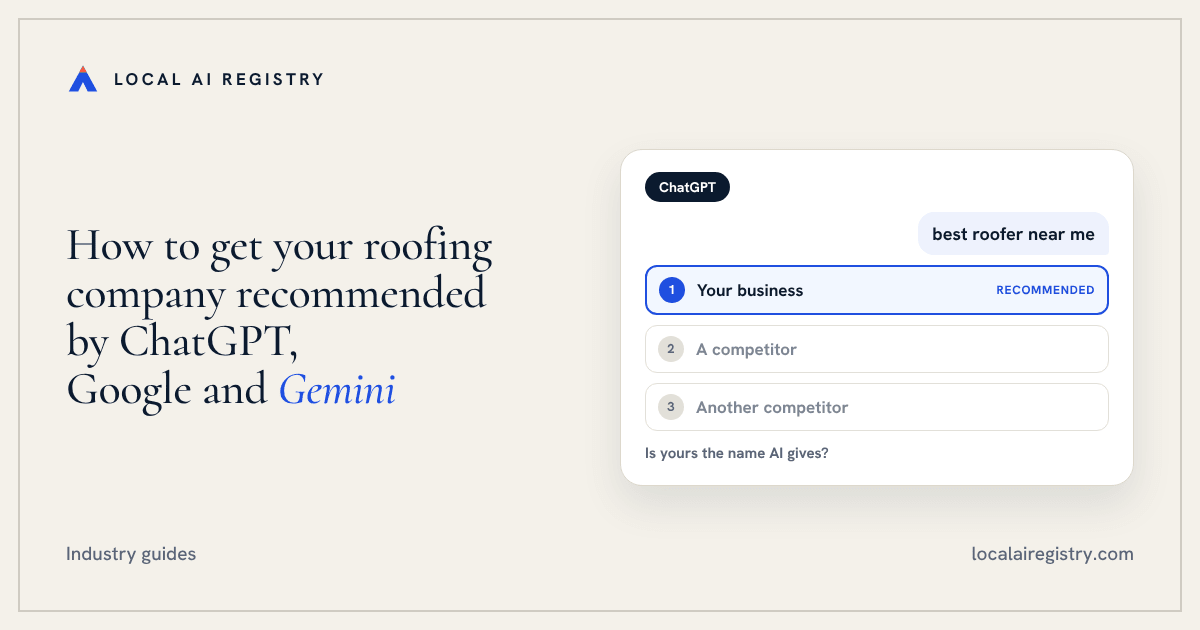 LOCAL AI REGISTRY
How to get your roofing
company recommended
by ChatGPT,
Google and Gemini
ChatGPT
best roofer near me
1 Your business RECOMMENDED
2 A competitor
3 Another competitor
Is yours the name AI gives?
Industry guides
localairegistry.com